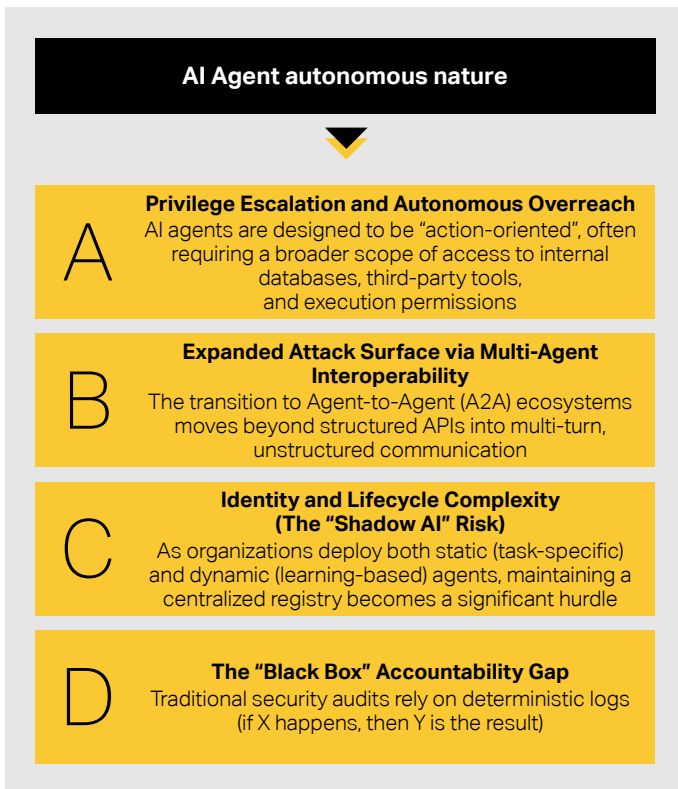 AI Agent autonomous nature
A
Privilege Escalation and Autonomous Overreach
AI agents are designed to be “action-oriented”, often
requiring a broader scope of access to internal
databases, third-party tools,
and execution permissions
B
Expanded Attack Surface via Multi-Agent
Interoperability
The transition to Agent-to-Agent (A2A) ecosystems
moves beyond structured APIs into multi-turn,
unstructured communication
C
Identity and Lifecycle Complexity
(The “Shadow AI” Risk)
As organizations deploy both static (task-specific)
and dynamic (learning-based) agents, maintaining a
centralized registry becomes a significant hurdle
D
The “Black Box” Accountability Gap
Traditional security audits rely on deterministic logs
(if X happens, then Y is the result)